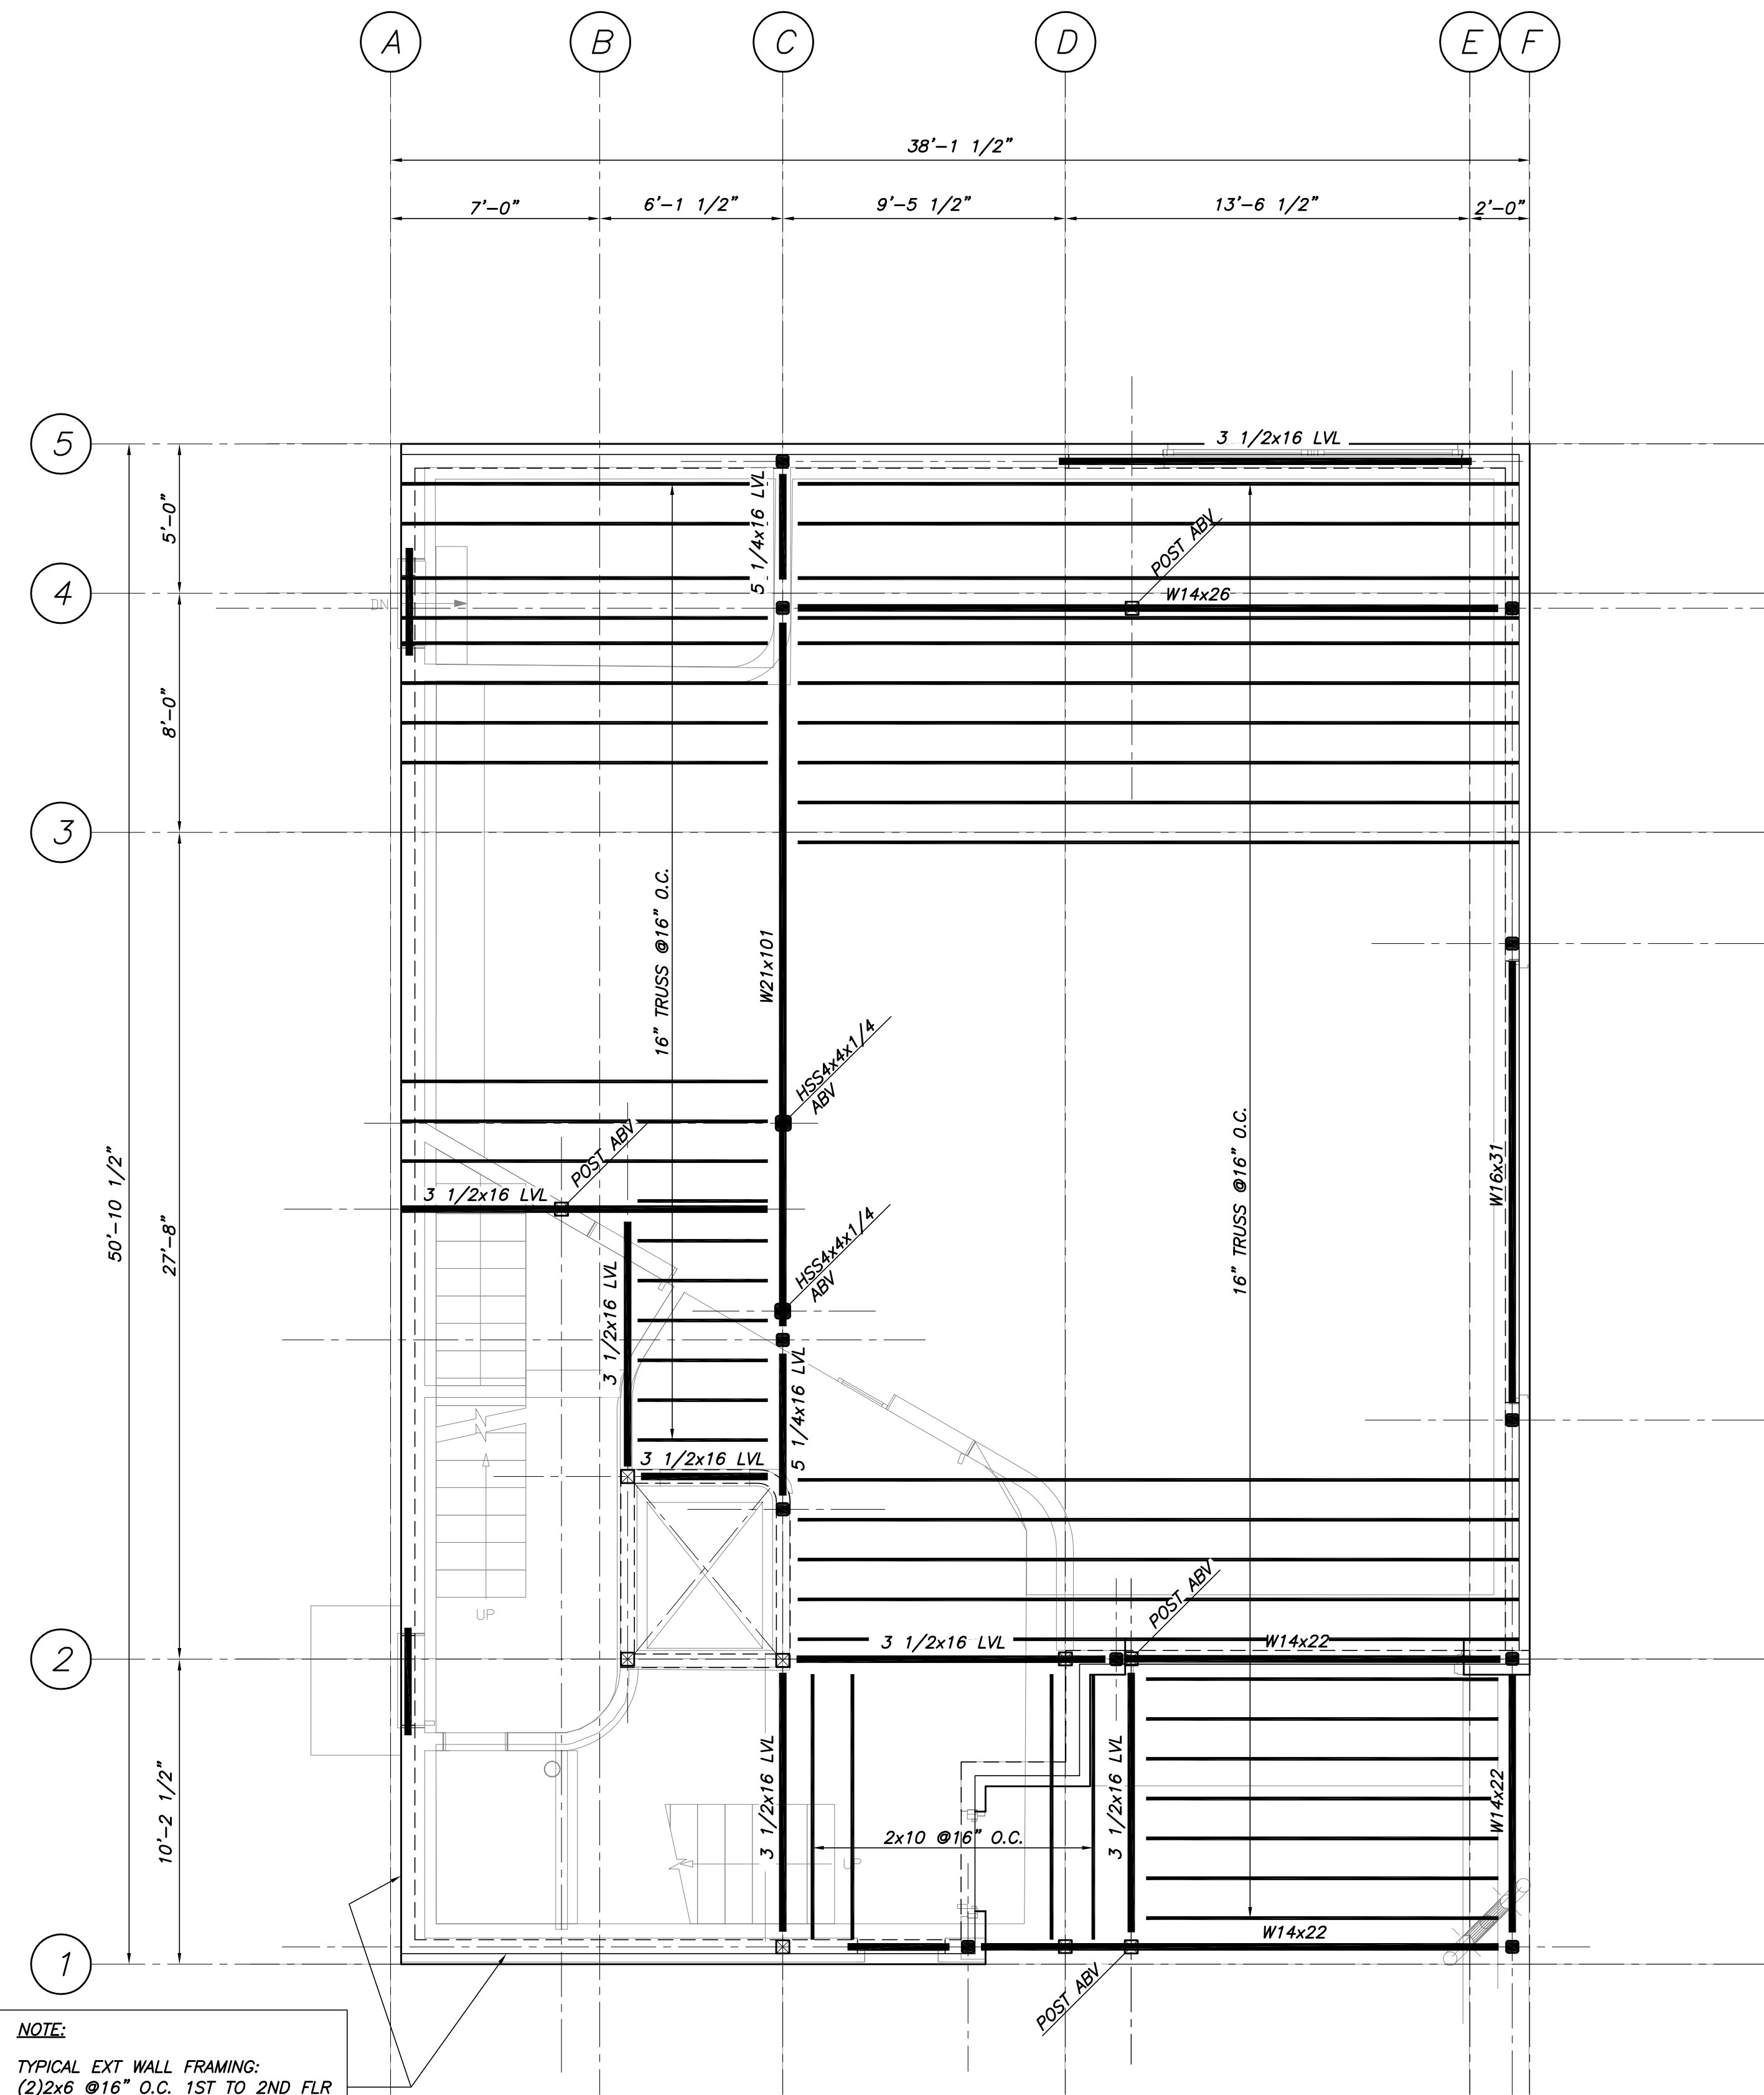 A B C D E F
38'-1 1/2"
7'-0" 6'-1 1/2" 9'-5 1/2" 13'-6 1/2" 2'-0"
5
3 1/2x16 LVL
5 1/4x16 LVL
5'-0"
POST ABV
4
DN
W14x26
8'-0"
3
16" TRUSS @16" O.C.
W21x101
HSS4x4x1/4
ABV
POST ABV
50'-10 1/2"
27'-8"
3 1/2x16 LVL
16" TRUSS @16" O.C.
W16x31
HSS4x4x1/4
ABV
3 1/2x16 LVL
5 1/4x16 LVL
3 1/2x16 LVL
UP
POST ABV
2
3 1/2x16 LVL
W14x22
10'-2 1/2"
3 1/2x16 LVL
3 1/2x16 LVL
W14x22
2x10 @16" O.C.
UP
W14x22
1
POST ABV
NOTE:
TYPICAL EXT WALL FRAMING:
(2)2x6 @16" O.C. 1ST TO 2ND FLR